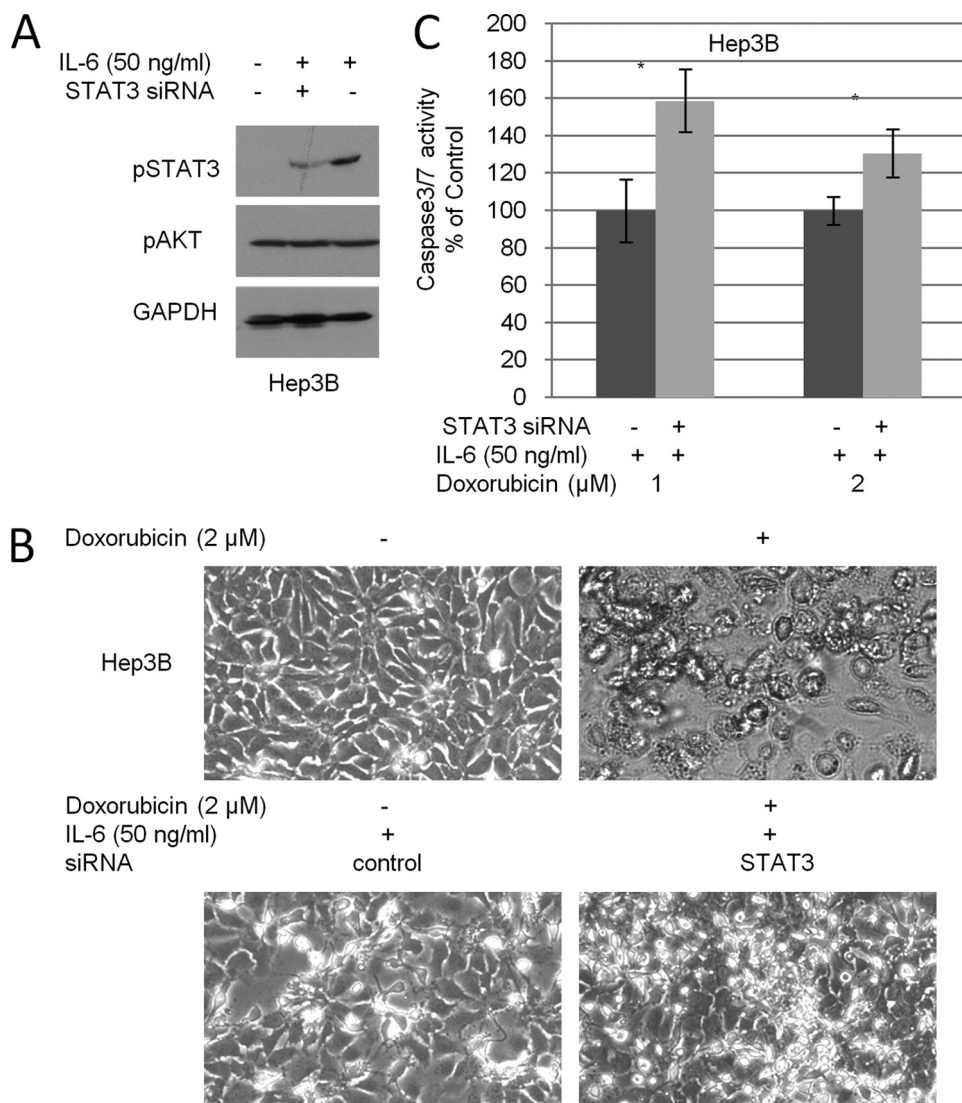 A
IL-6 (50 ng/ml) - + +
STAT3 siRNA - + -
pSTAT3
pAKT
GAPDH
Hep3B
C
Hep3B
Caspase3/7 activity
% of Control
200
180
160
140
120
100
80
60
40
20
0
*
*
STAT3 siRNA - + - +
IL-6 (50 ng/ml) + + + +
Doxorubicin (µM) 1 2
B
Doxorubicin (2 µM) - +
Hep3B
Doxorubicin (2 µM) - +
IL-6 (50 ng/ml) + +
siRNA control STAT3